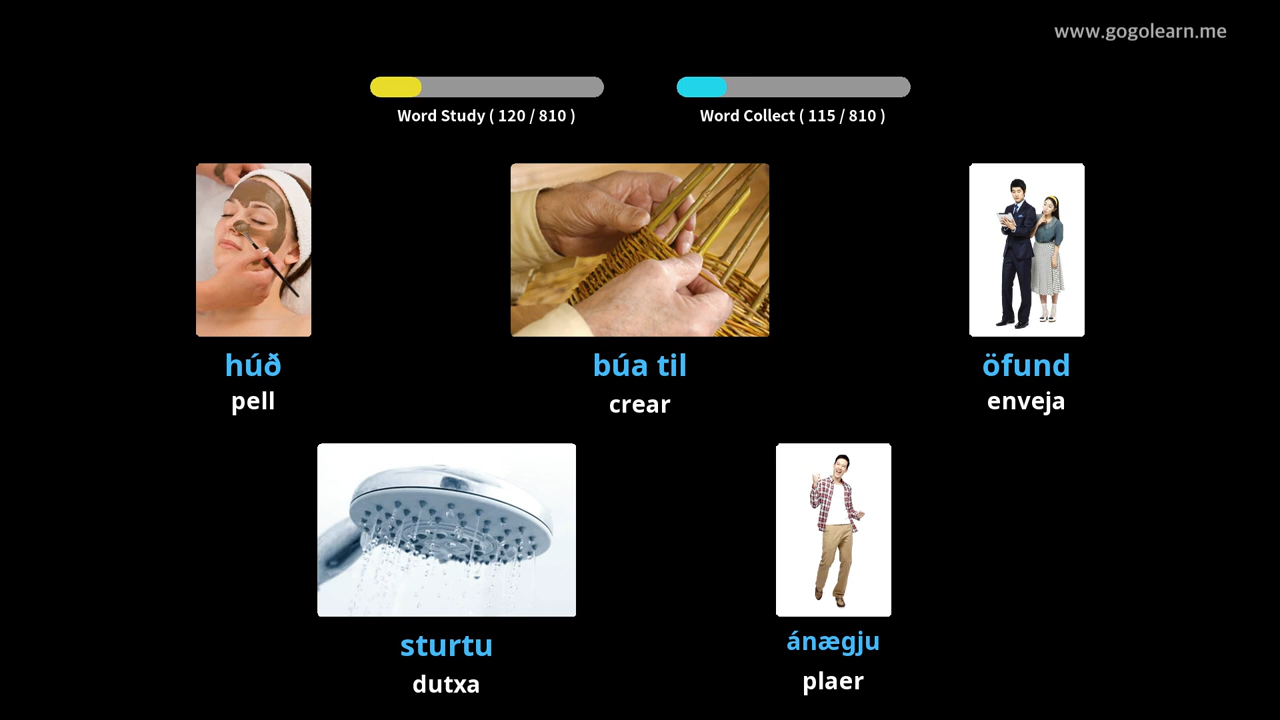 www.gogolearn.me
Word Study ( 120 / 810 )
Word Collect ( 115 / 810 )
húð
pell
búa til
crear
öfund
enveja
sturtu
dutxa
ánægju
plaer